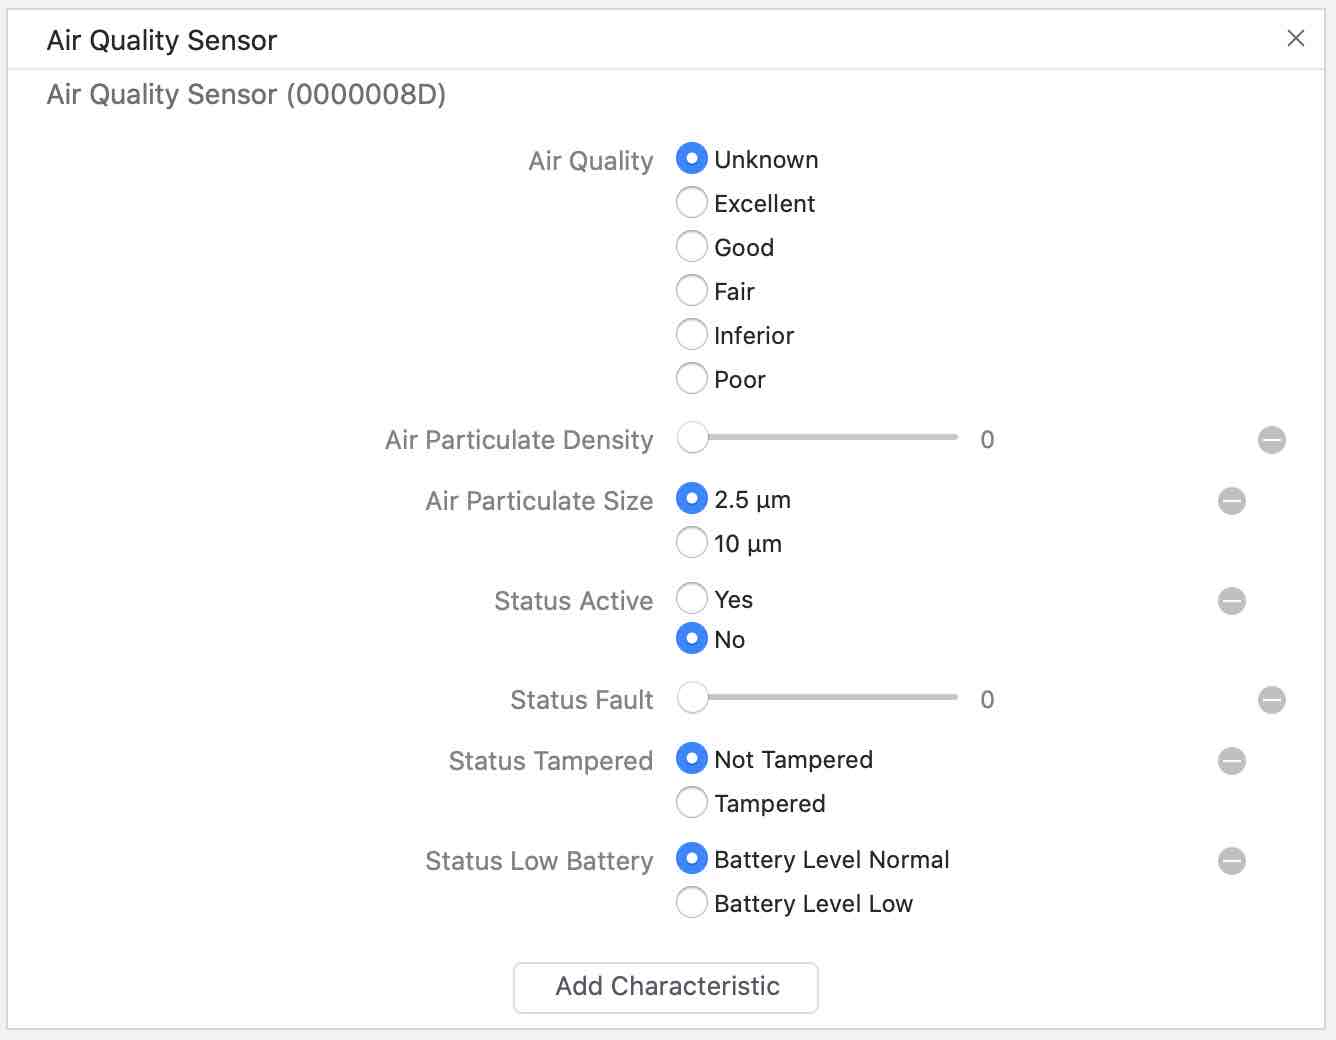 Air Quality Sensor
Air Quality Sensor (0000008D)
Air Quality Unknown
Excellent
Good
Fair
Inferior
Poor
Air Particulate Density 0
Air Particulate Size 2.5 µm
10 µm
Status Active Yes
No
Status Fault 0
Status Tampered Not Tampered
Tampered
Status Low Battery Battery Level Normal
Battery Level Low
Add Characteristic